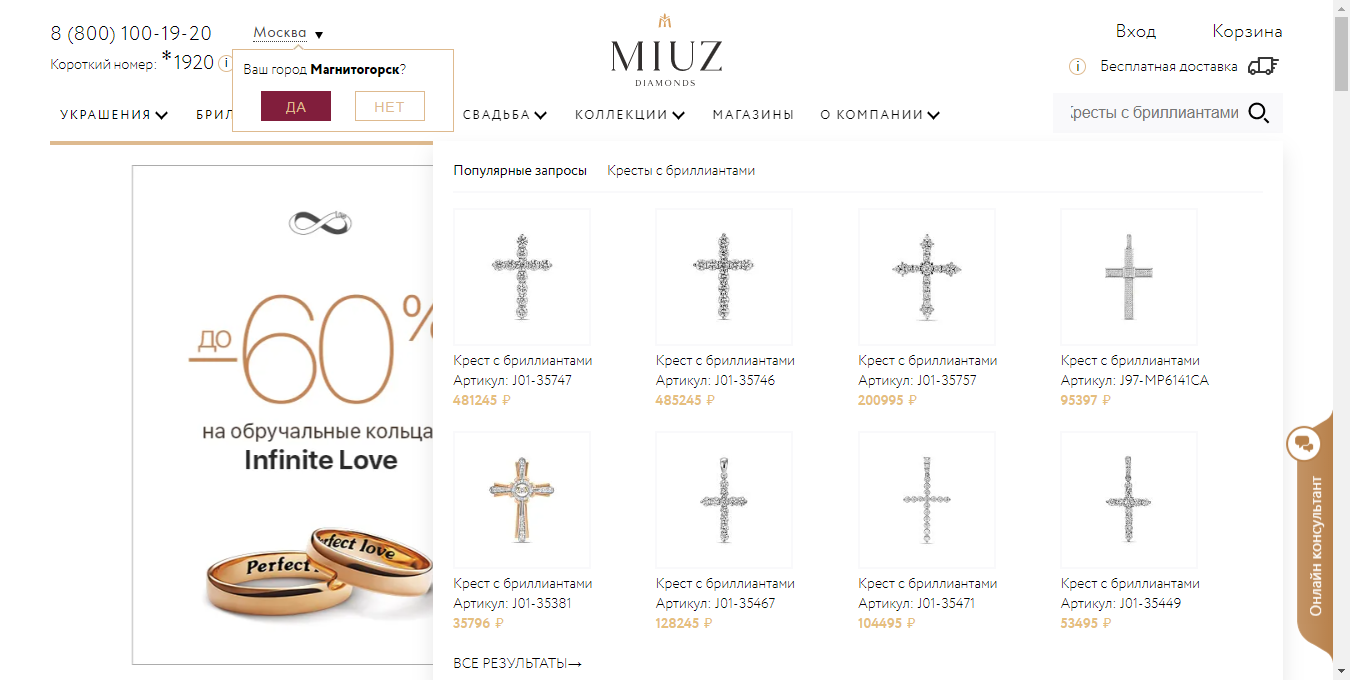 8 (800) 100-19-20
Москва ▼
MIUZ
DIAMONDS
Вход
Корзина
Короткий номер: *1920 i
Ваш город Магнитогорск?
ДА
НЕТ
i Бесплатная доставка
УКРАШЕНИЯ
СВАДЬБА
КОЛЛЕКЦИИ
МАГАЗИНЫ
О КОМПАНИИ
Кресты с бриллиантами
Популярные запросы
Кресты с бриллиантами
до 60%
на обручальные кольца
Infinite Love
Perfect
Perfect love
Крест с бриллиантами
Артикул: J01-35747
481245 ₽
Крест с бриллиантами
Артикул: J01-35746
485245 ₽
Крест с бриллиантами
Артикул: J01-35757
200995 ₽
Крест с бриллиантами
Артикул: J97-MP6141CA
95397 ₽
Крест с бриллиантами
Артикул: J01-35381
35796 ₽
Крест с бриллиантами
Артикул: J01-35467
128245 ₽
Крест с бриллиантами
Артикул: J01-35471
104495 ₽
Крест с бриллиантами
Артикул: J01-35449
53495 ₽
ВСЕ РЕЗУЛЬТАТЫ→
Онлайн консультант